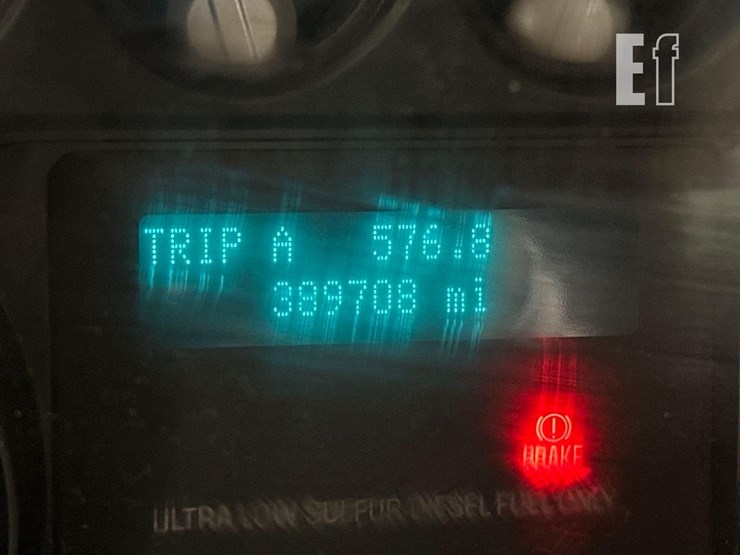 Ef
TRIP A 576.8
389708 mi
BRAKE
ULTRA LOW SULFUR DIESEL FUEL ONLY